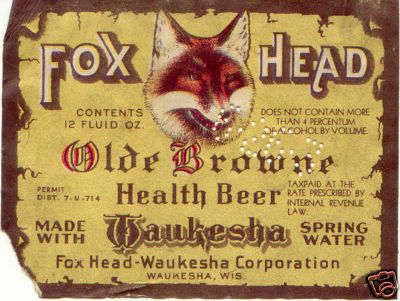 FOX HEAD
CONTENTS
12 FLUID OZ.
DOES NOT CONTAIN MORE
THAN 4 PERCENTUM
OF ALCOHOL BY VOLUME
Olde Browne
PERMIT
DIST. 7-U-714
Health Beer
TAXPAID AT THE
RATE PRESCRIBED BY
INTERNAL REVENUE
LAW.
MADE
WITH
Waukesha
SPRING
WATER
Fox Head-Waukesha Corporation
WAUKESHA, WIS.